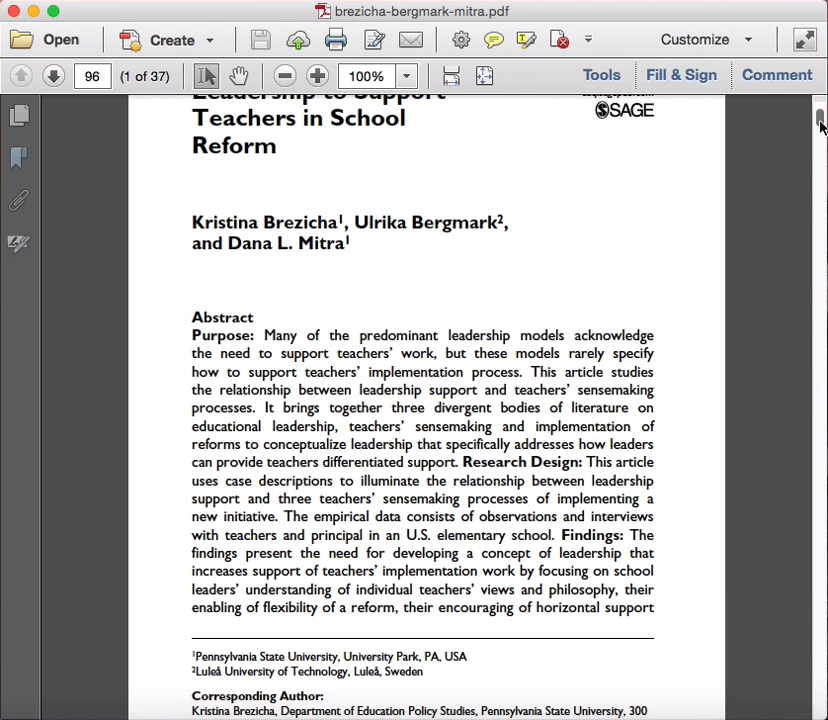 brezicha-bergmark-mitra.pdf
Open Create Customize
96 (1 of 37) 100% Tools Fill & Sign Comment
Leadership to Support
Teachers in School
Reform
SAGE
Kristina Brezicha¹, Ulrika Bergmark²,
and Dana L. Mitra¹
Abstract
Purpose: Many of the predominant leadership models acknowledge
the need to support teachers' work, but these models rarely specify
how to support teachers' implementation process. This article studies
the relationship between leadership support and teachers' sensemaking
processes. It brings together three divergent bodies of literature on
educational leadership, teachers' sensemaking and implementation of
reforms to conceptualize leadership that specifically addresses how leaders
can provide teachers differentiated support. Research Design: This article
uses case descriptions to illuminate the relationship between leadership
support and three teachers' sensemaking processes of implementing a
new initiative. The empirical data consists of observations and interviews
with teachers and principal in an U.S. elementary school. Findings: The
findings present the need for developing a concept of leadership that
increases support of teachers' implementation work by focusing on school
leaders' understanding of individual teachers' views and philosophy, their
enabling of flexibility of a reform, their encouraging of horizontal support
¹Pennsylvania State University, University Park, PA, USA
²Luleå University of Technology, Luleå, Sweden
Corresponding Author:
Kristina Brezicha, Department of Education Policy Studies, Pennsylvania State University, 300